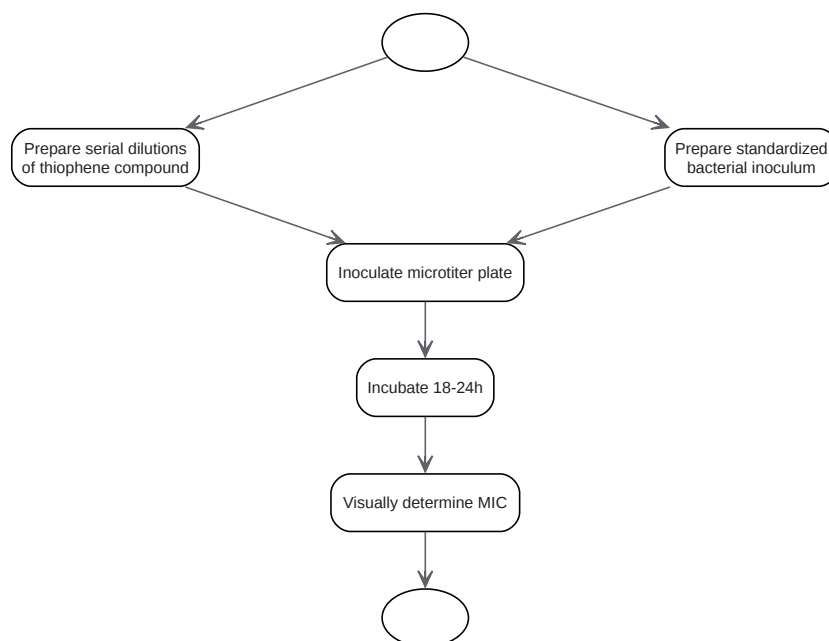 Prepare serial dilutions
of thiophene compound
Prepare standardized
bacterial inoculum
Inoculate microtiter plate
Incubate 18-24h
Visually determine MIC